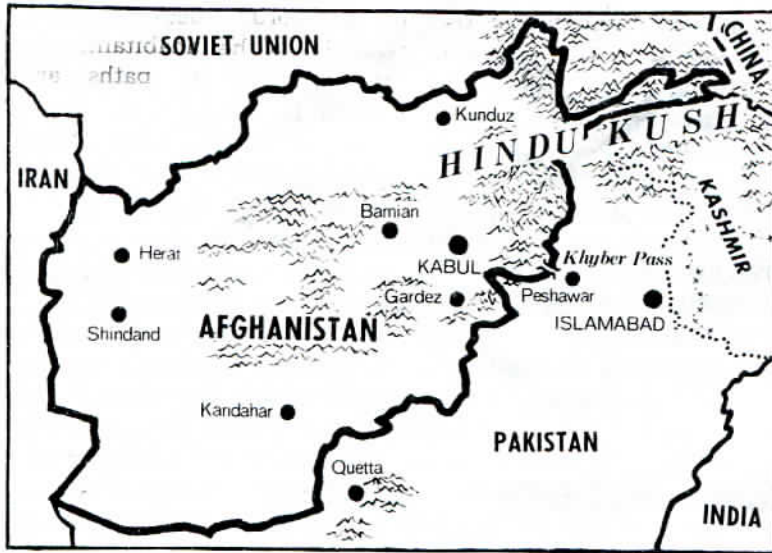 SOVIET UNION
CHINA
Kunduz
HINDU KUSH
IRAN
KASHMIR
Bamian
Herat
KABUL
Khyber Pass
Gardez
Peshawar
Shindand
AFGHANISTAN
ISLAMABAD
Kandahar
PAKISTAN
Quetta
INDIA